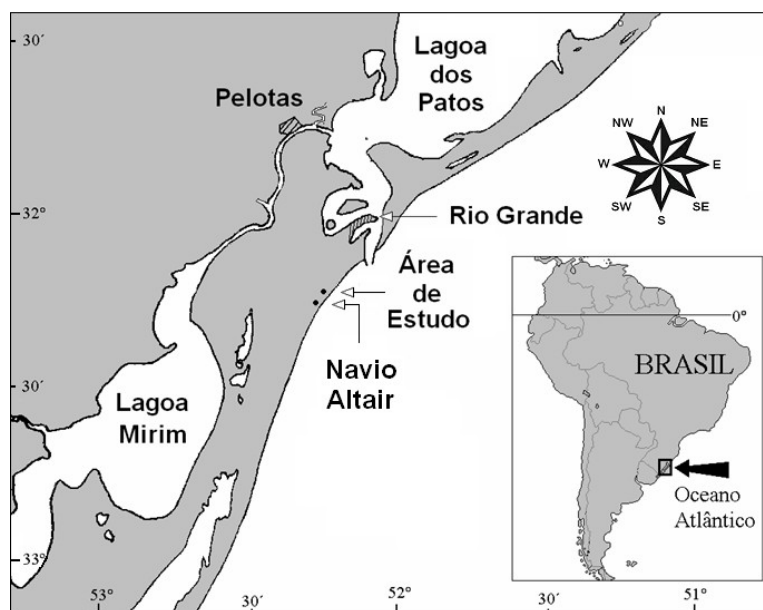 30´
Lagoa
dos
Patos
Pelotas
N
NW
NE
W
E
SW
SE
S
32°
Rio Grande
Área
de
Estudo
Navio
Altair
30´
Lagoa
Mirim
33°
53°
30´
52°
30´
51°
0°
BRASIL
Oceano
Atlântico